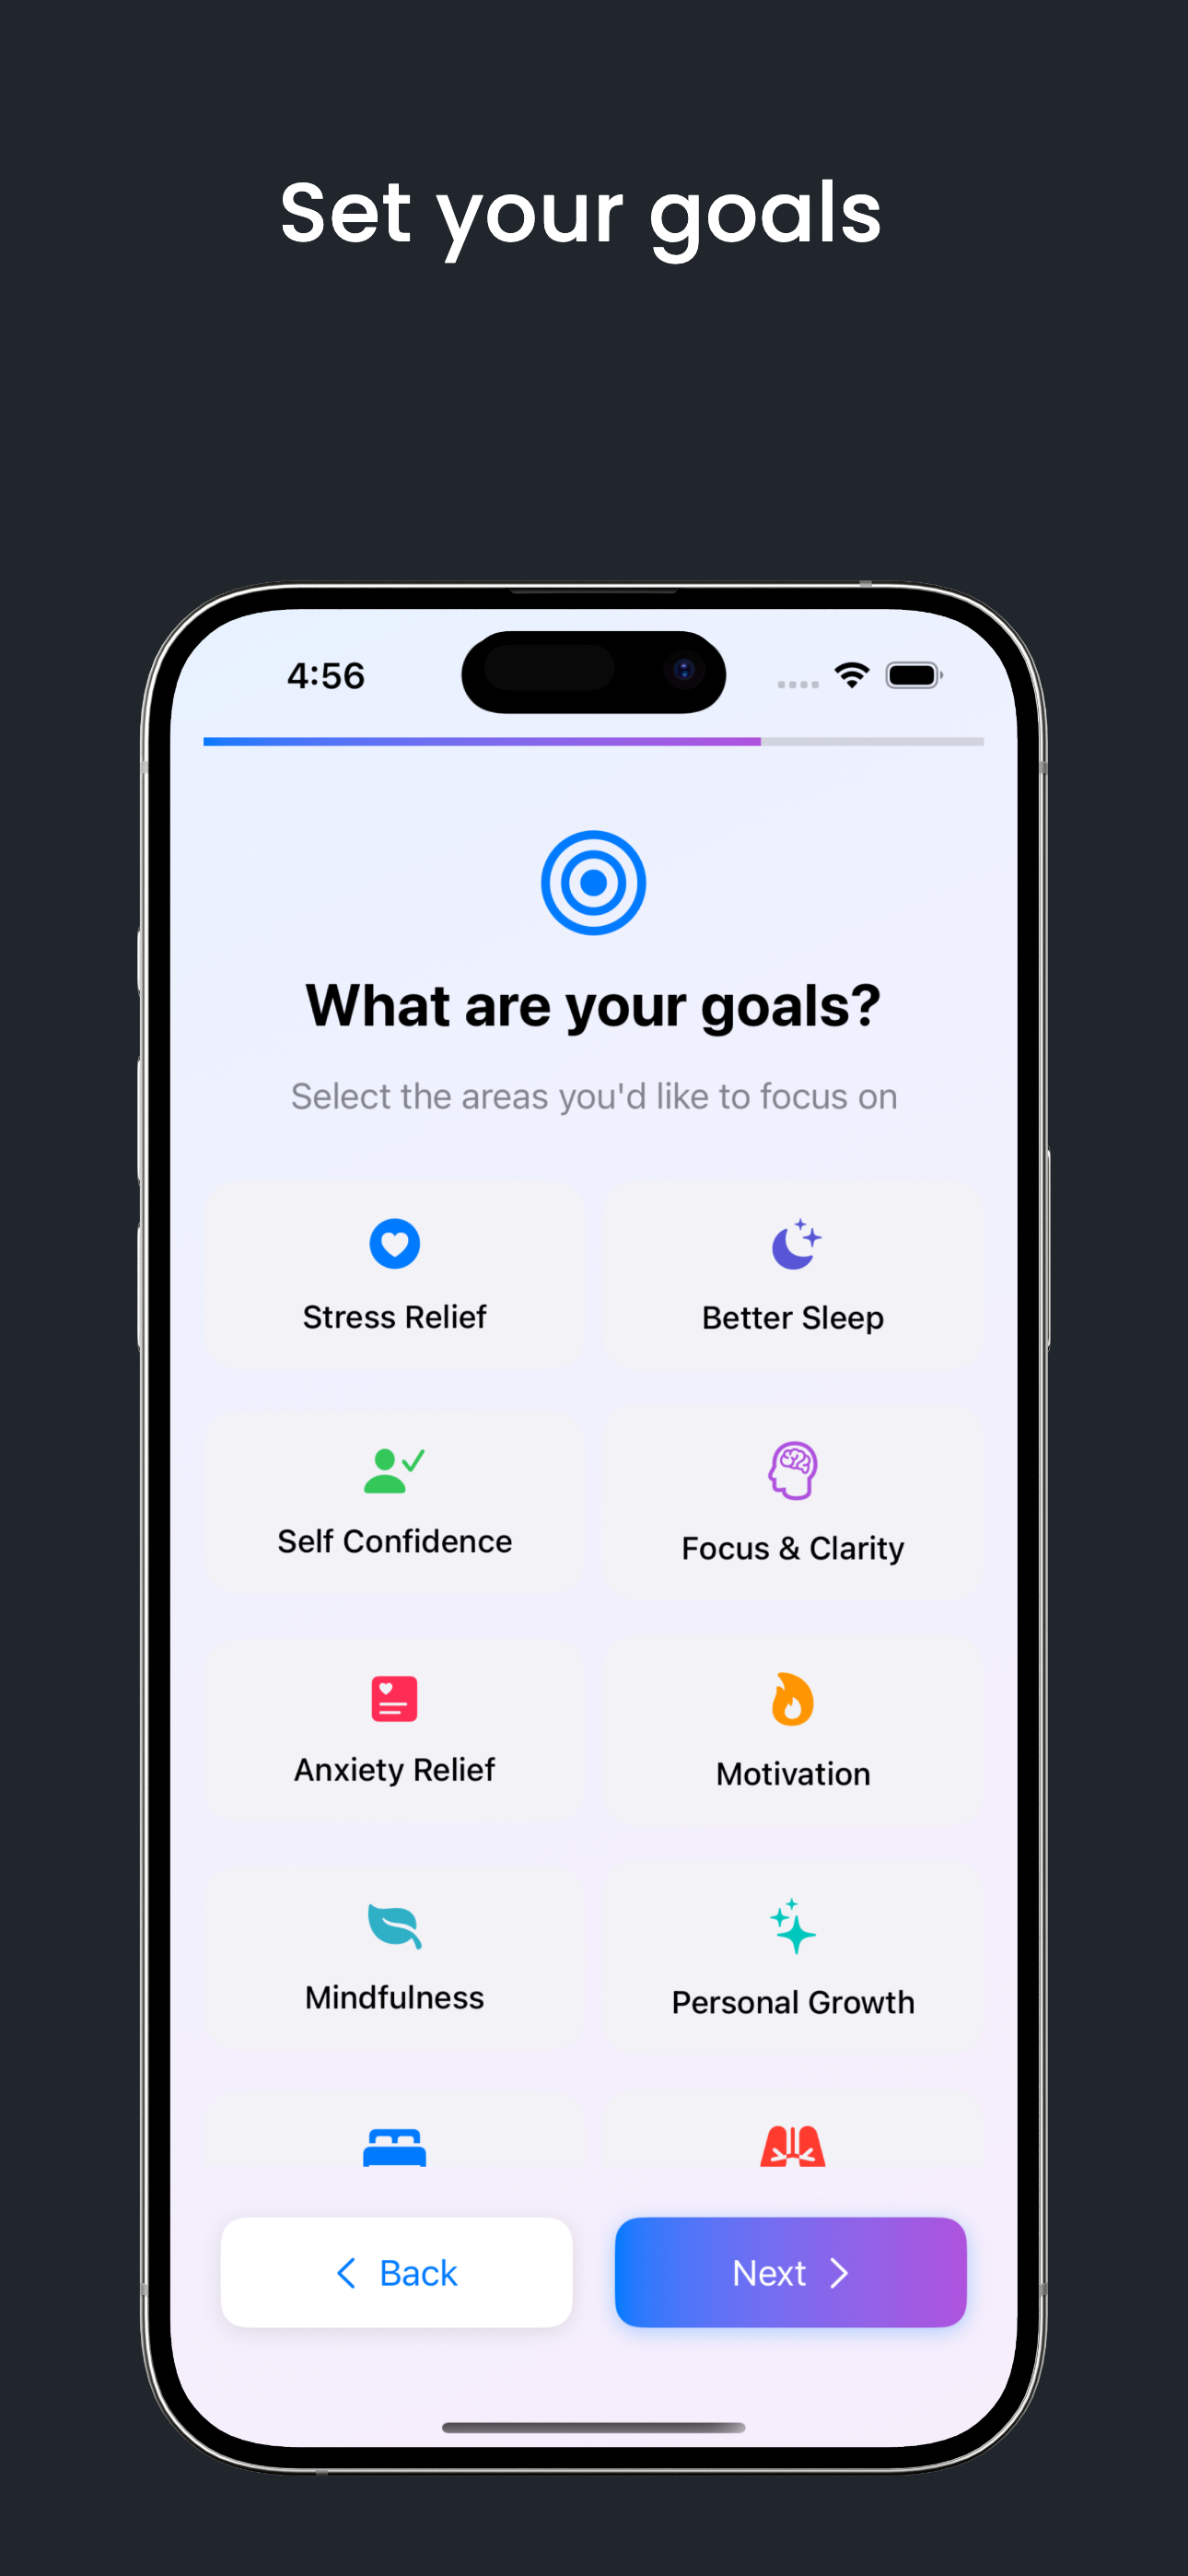 Set your goals
4:56
What are your goals?
Select the areas you'd like to focus on
Stress Relief
Better Sleep
Self Confidence
Focus & Clarity
Anxiety Relief
Motivation
Mindfulness
Personal Growth
Back
Next